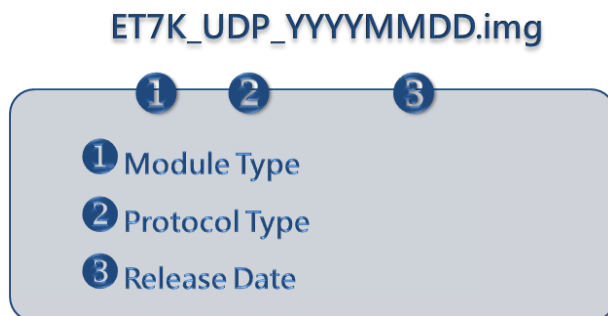 ET7K_UDP_YYYYMMDD.img
1 2 3
1 Module Type
2 Protocol Type
3 Release Date